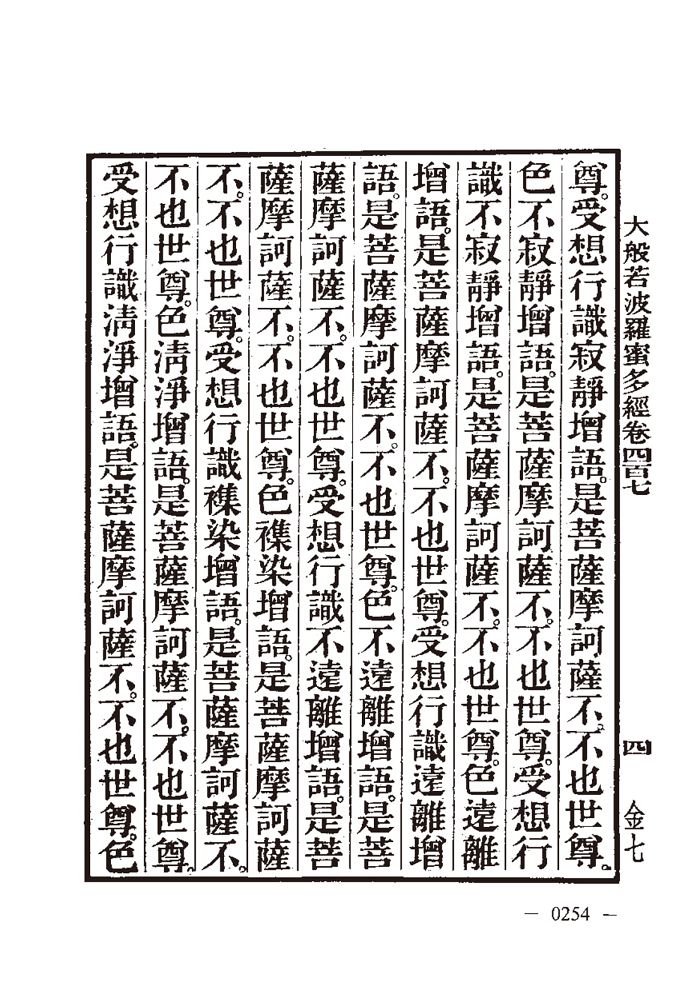 大般若波羅蜜多經卷四百七　四　金七
尊。受想行識寂靜增語。是菩薩摩訶薩不。不也世尊。
色不寂靜增語。是菩薩摩訶薩不。不也世尊。受想行
識不寂靜增語。是菩薩摩訶薩不。不也世尊。色遠離
增語。是菩薩摩訶薩不。不也世尊。受想行識遠離增
語。是菩薩摩訶薩不。不也世尊。色不遠離增語。是菩
薩摩訶薩不。不也世尊。受想行識不遠離增語。是菩
薩摩訶薩不。不也世尊。色襍染增語。是菩薩摩訶薩
不。不也世尊。受想行識襍染增語。是菩薩摩訶薩不。
不也世尊。色淸淨增語。是菩薩摩訶薩不。不也世尊。
受想行識淸淨增語。是菩薩摩訶薩不。不也世尊。色
— 0254 —